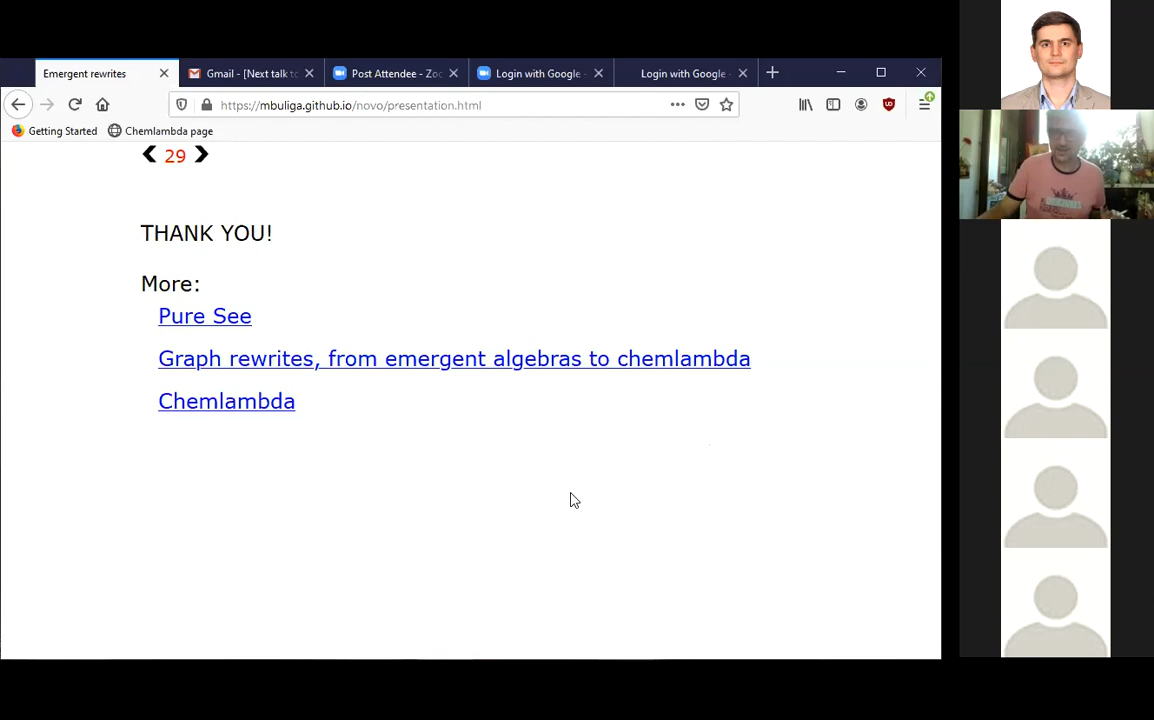 Emergent rewrites
Gmail - [Next talk to
Post Attendee - Zoo
Login with Google -
Login with Google -
https://mbuliga.github.io/novo/presentation.html
Getting Started
Chemlambda page
29
THANK YOU!
More:
Pure See
Graph rewrites, from emergent algebras to chemlambda
Chemlambda